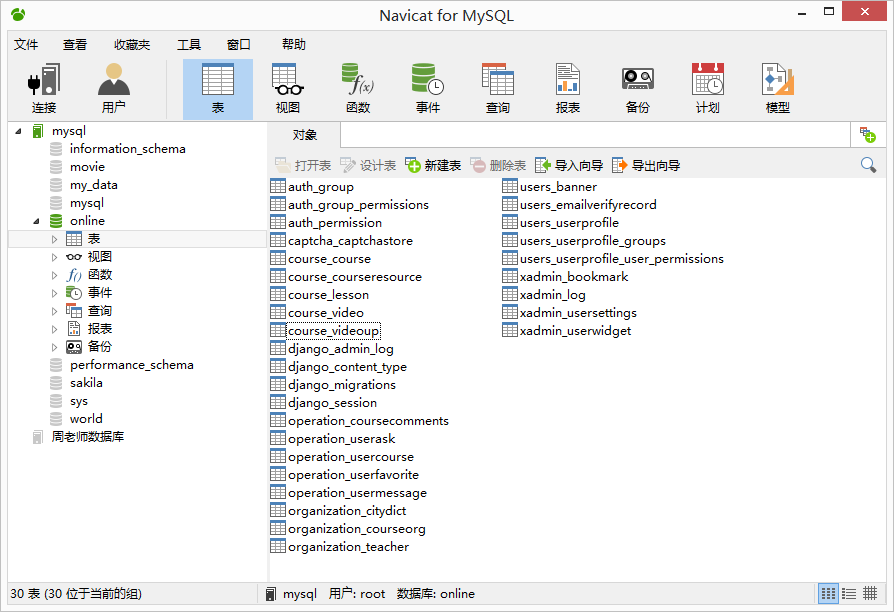 Navicat for MySQL
文件 查看 收藏夹 工具 窗口 帮助
连接 用户 表 视图 函数 事件 查询 报表 备份 计划 模型
对象
打开表 设计表 新建表 删除表 导入向导 导出向导
mysql
information_schema
movie
my_data
mysql
online
表
视图
函数
事件
查询
报表
备份
performance_schema
sakila
sys
world
周老师数据库
auth_group
auth_group_permissions
auth_permission
captcha_captchastore
course_course
course_courseresource
course_lesson
course_video
course_videoup
django_admin_log
django_content_type
django_migrations
django_session
operation_coursecomments
operation_userask
operation_usercourse
operation_userfavorite
operation_usermessage
organization_citydict
organization_courseorg
organization_teacher
users_banner
users_emailverifyrecord
users_userprofile
users_userprofile_groups
users_userprofile_user_permissions
xadmin_bookmark
xadmin_log
xadmin_usersettings
xadmin_userwidget
30 表 (30 位于当前的组) mysql 用户: root 数据库: online